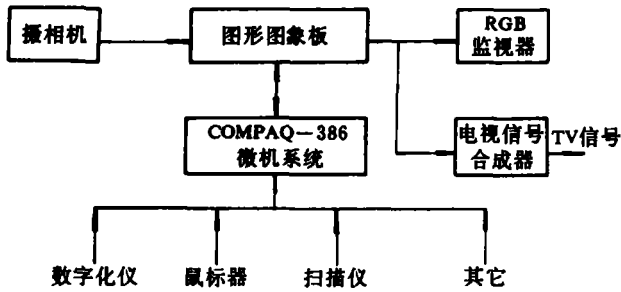 摄相机
图形图象板
RGB
监视器
COMPAQ－386
微机系统
电视信号
合成器
TV信号
数字化仪
鼠标器
扫描仪
其它